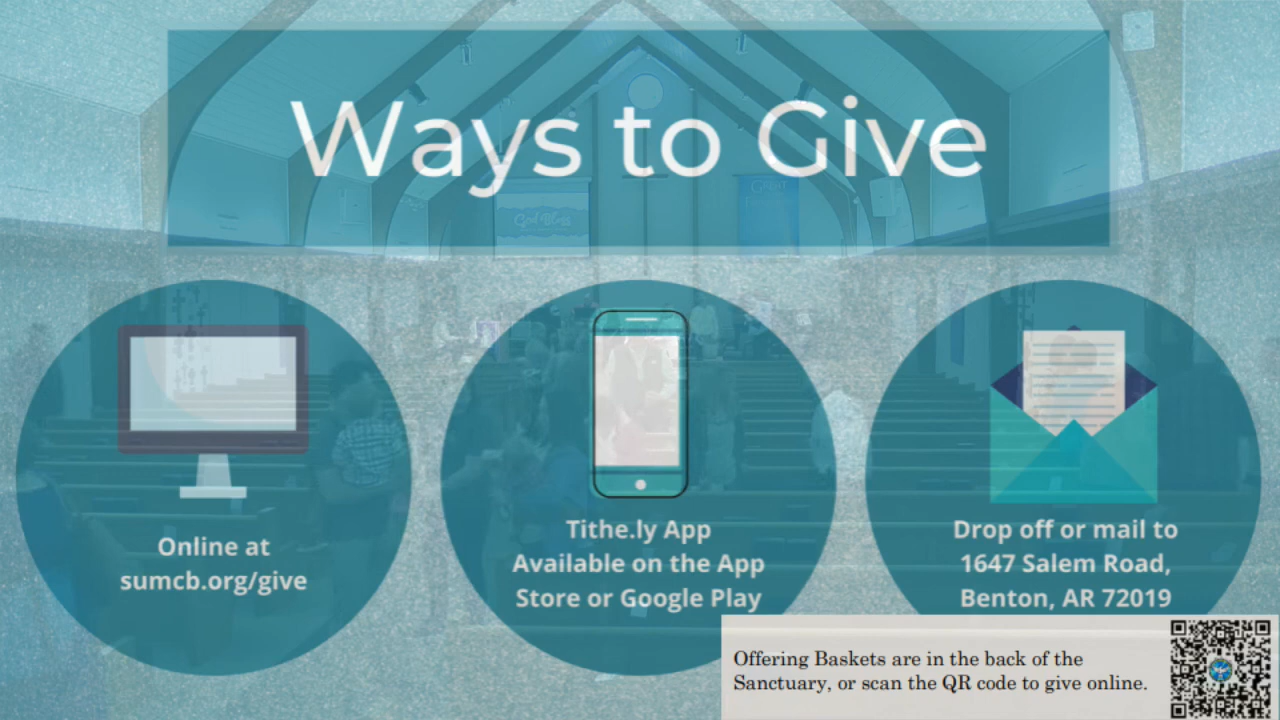 Ways to Give
God Bless
Online at
sumcb.org/give
Tithe.ly App
Available on the App
Store or Google Play
Drop off or mail to
1647 Salem Road,
Benton, AR 72019
Offering Baskets are in the back of the
Sanctuary, or scan the QR code to give online.